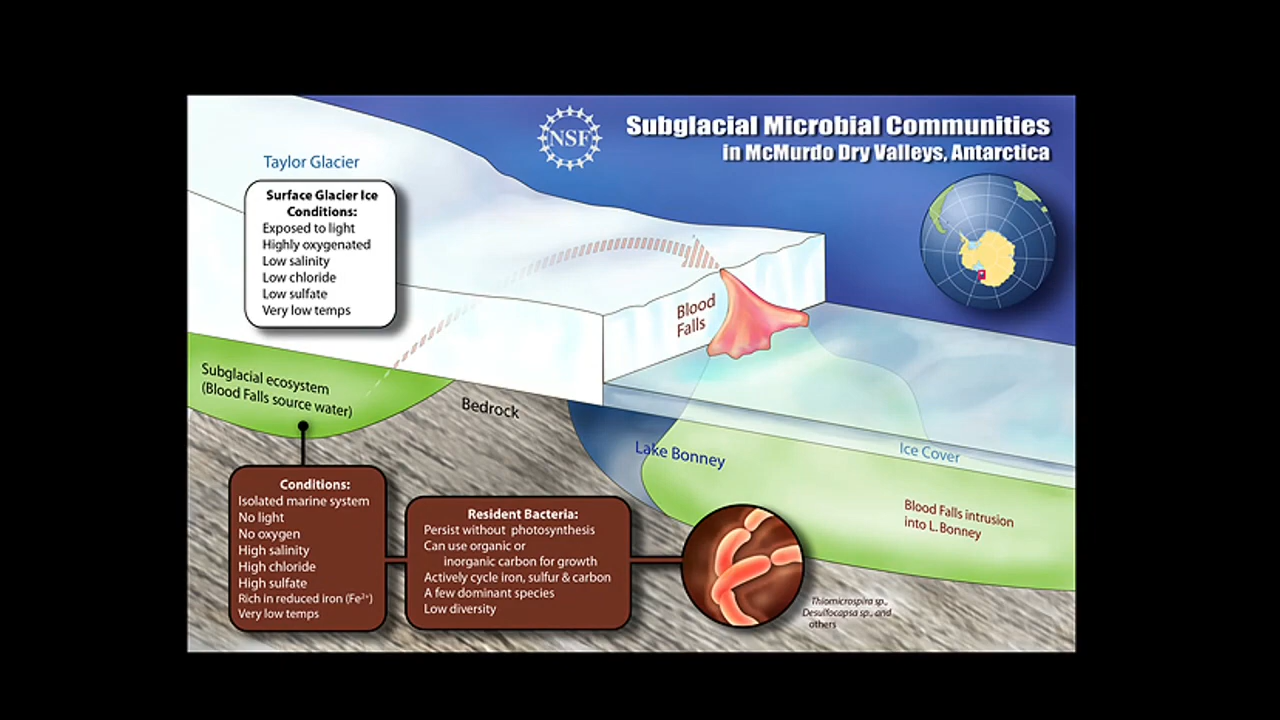 NSF
Subglacial Microbial Communities
in McMurdo Dry Valleys, Antarctica
Taylor Glacier
Surface Glacier Ice
Conditions:
Exposed to light
Highly oxygenated
Low salinity
Low chloride
Low sulfate
Very low temps
Blood
Falls
Subglacial ecosystem
(Blood Falls source water)
Bedrock
Lake Bonney
Ice Cover
Blood Falls intrusion
into L. Bonney
Conditions:
Isolated marine system
No light
No oxygen
High salinity
High chloride
High sulfate
Rich in reduced iron (Fe²⁺)
Very low temps
Resident Bacteria:
Persist without photosynthesis
Can use organic or
inorganic carbon for growth
Actively cycle iron, sulfur & carbon
A few dominant species
Low diversity
Thiomicrospira sp.,
Desulfocapsa sp., and
others